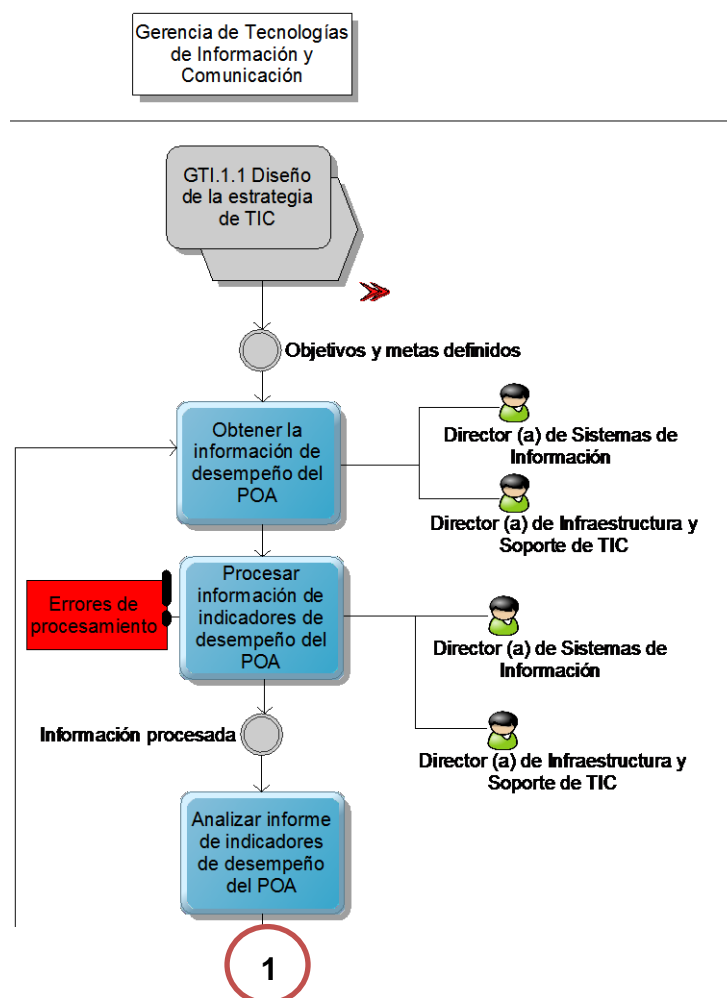 Gerencia de Tecnologías
de Información y
Comunicación
GTI.1.1 Diseño
de la estrategia
de TIC
Objetivos y metas definidos
Obtener la
información de
desempeño del
POA
Director (a) de Sistemas de
Información
Director (a) de Infraestructura y
Soporte de TIC
Errores de
procesamiento
Procesar
información de
indicadores de
desempeño del
POA
Director (a) de Sistemas de
Información
Director (a) de Infraestructura y
Soporte de TIC
Información procesada
Analizar informe
de indicadores
de desempeño
del POA
1